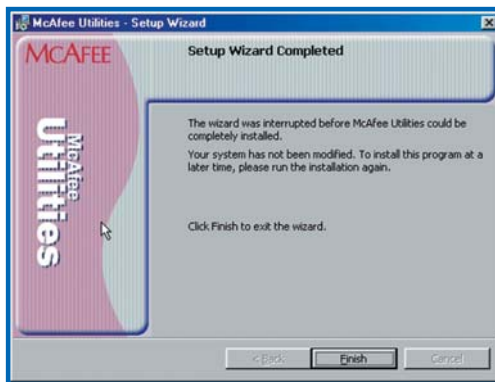 McAfee Utilities - Setup Wizard
MCAFEE
Setup Wizard Completed
The wizard was interrupted before McAfee Utilities could be
completely installed.
Your system has not been modified. To install this program at a
later time, please run the installation again.
McAfee
Utilities
Click Finish to exit the wizard.
< Back
Finish
Cancel